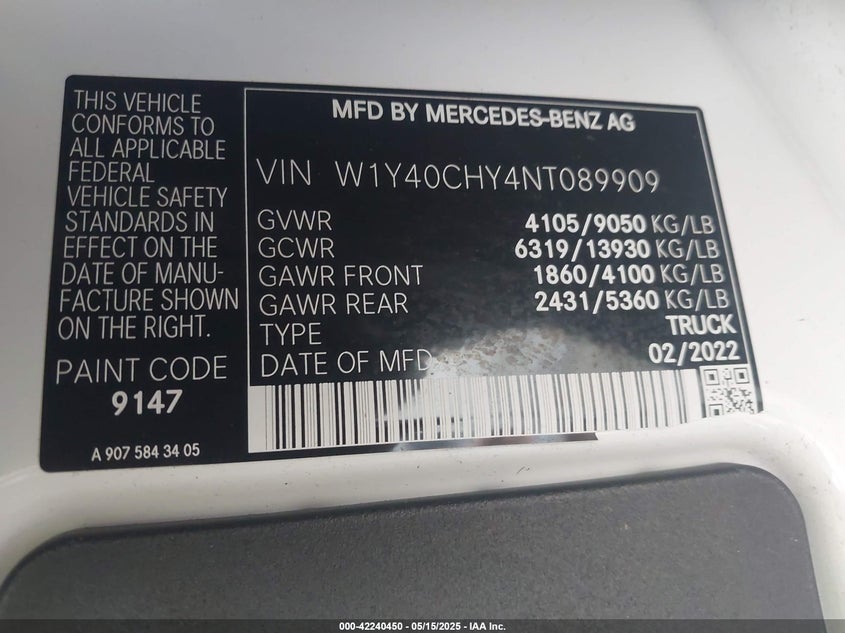 THIS VEHICLE
CONFORMS TO
ALL APPLICABLE
FEDERAL
VEHICLE SAFETY
STANDARDS IN
EFFECT ON THE
DATE OF MANU-
FACTURE SHOWN
ON THE RIGHT.
PAINT CODE
9147
A 907 584 34 05
MFD BY MERCEDES-BENZ AG
VIN W1Y40CHY4NT089909
GVWR 4105/9050 KG/LB
GCWR 6319/13930 KG/LB
GAWR FRONT 1860/4100 KG/LB
GAWR REAR 2431/5360 KG/LB
TYPE TRUCK
DATE OF MFD 02/2022
000-42240450 - 05/15/2025 - IAA Inc.